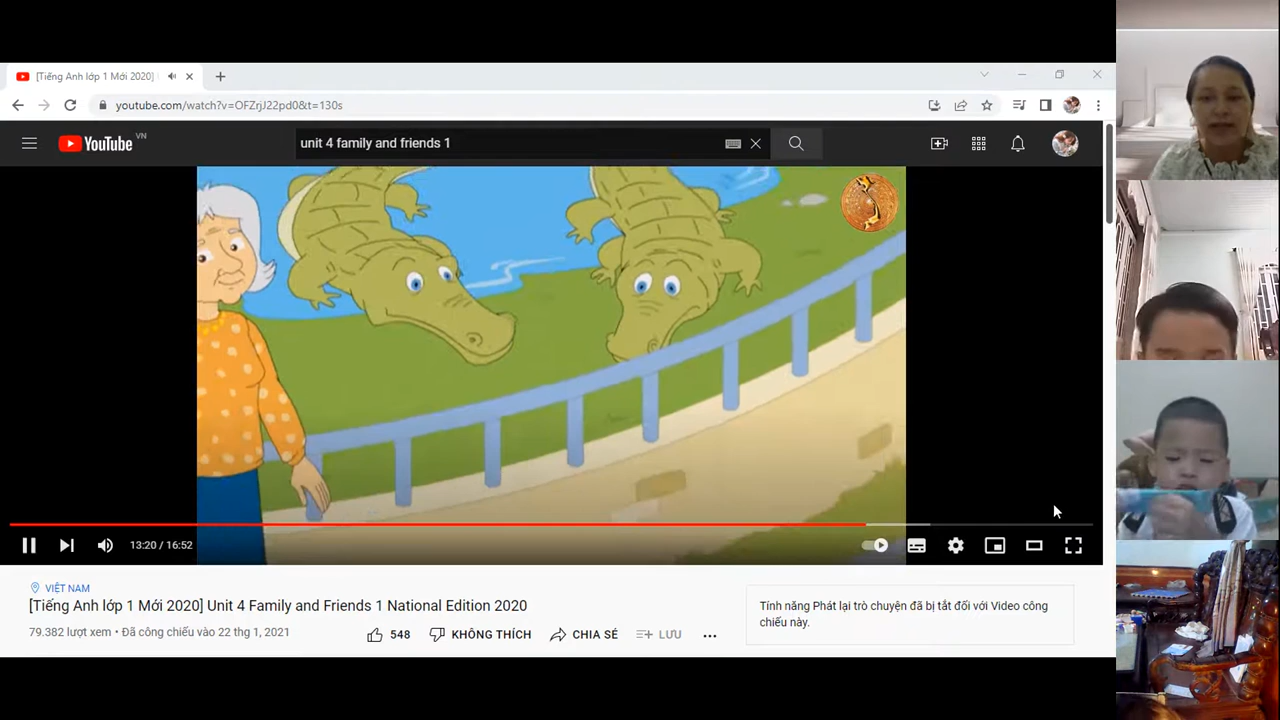 [Tiếng Anh lớp 1 Mới 2020]
youtube.com/watch?v=OFZrjJ22pd0&t=130s
YouTube VN
unit 4 family and friends 1
13:20 / 16:52
VIỆT NAM
[Tiếng Anh lớp 1 Mới 2020] Unit 4 Family and Friends 1 National Edition 2020
79.382 lượt xem • Đã công chiếu vào 22 thg 1, 2021
548
KHÔNG THÍCH
CHIA SẺ
LƯU
Tính năng Phát lại trò chuyện đã bị tắt đối với Video công
chiếu này.